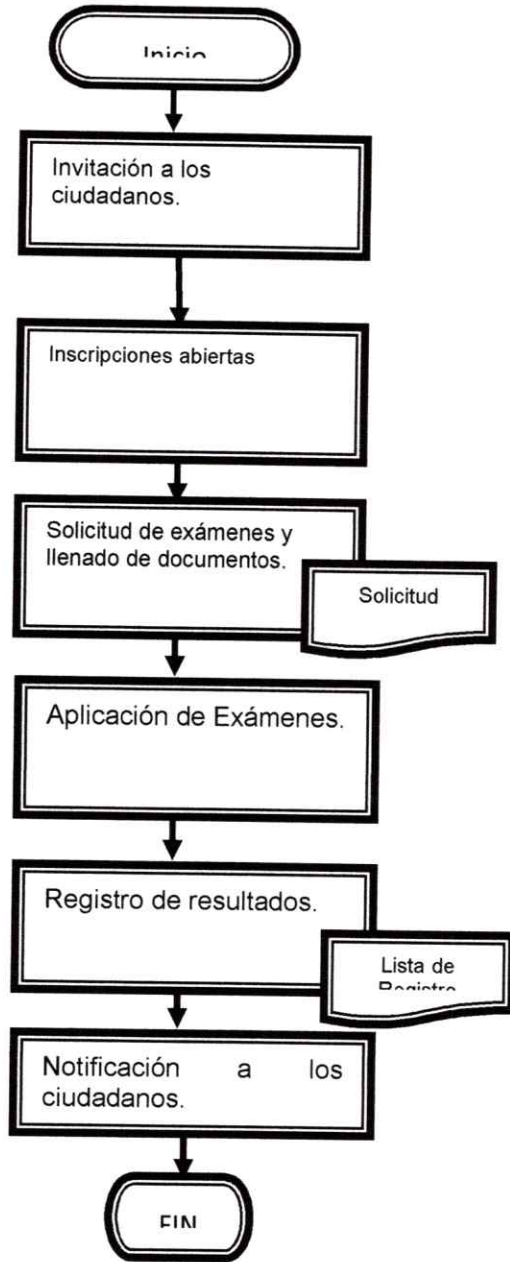 Inicio
Invitación a los
ciudadanos.
Inscripciones abiertas
Solicitud de exámenes y
llenado de documentos.
Solicitud
Aplicación de Exámenes.
Registro de resultados.
Lista de
Registro
Notificación a los
ciudadanos.
FIN